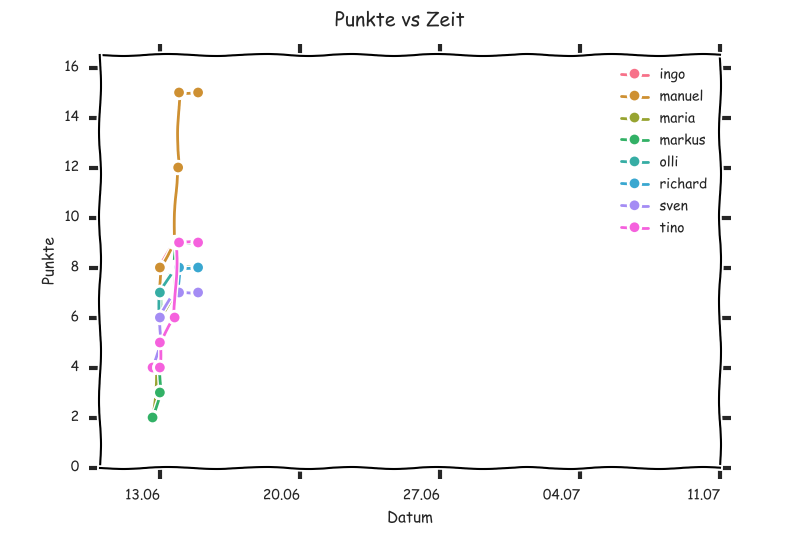 Punkte vs Zeit
16
14
12
10
8
6
4
2
0
Punkte
ingo
manuel
maria
markus
olli
richard
sven
tino
13.06
20.06
27.06
04.07
11.07
Datum